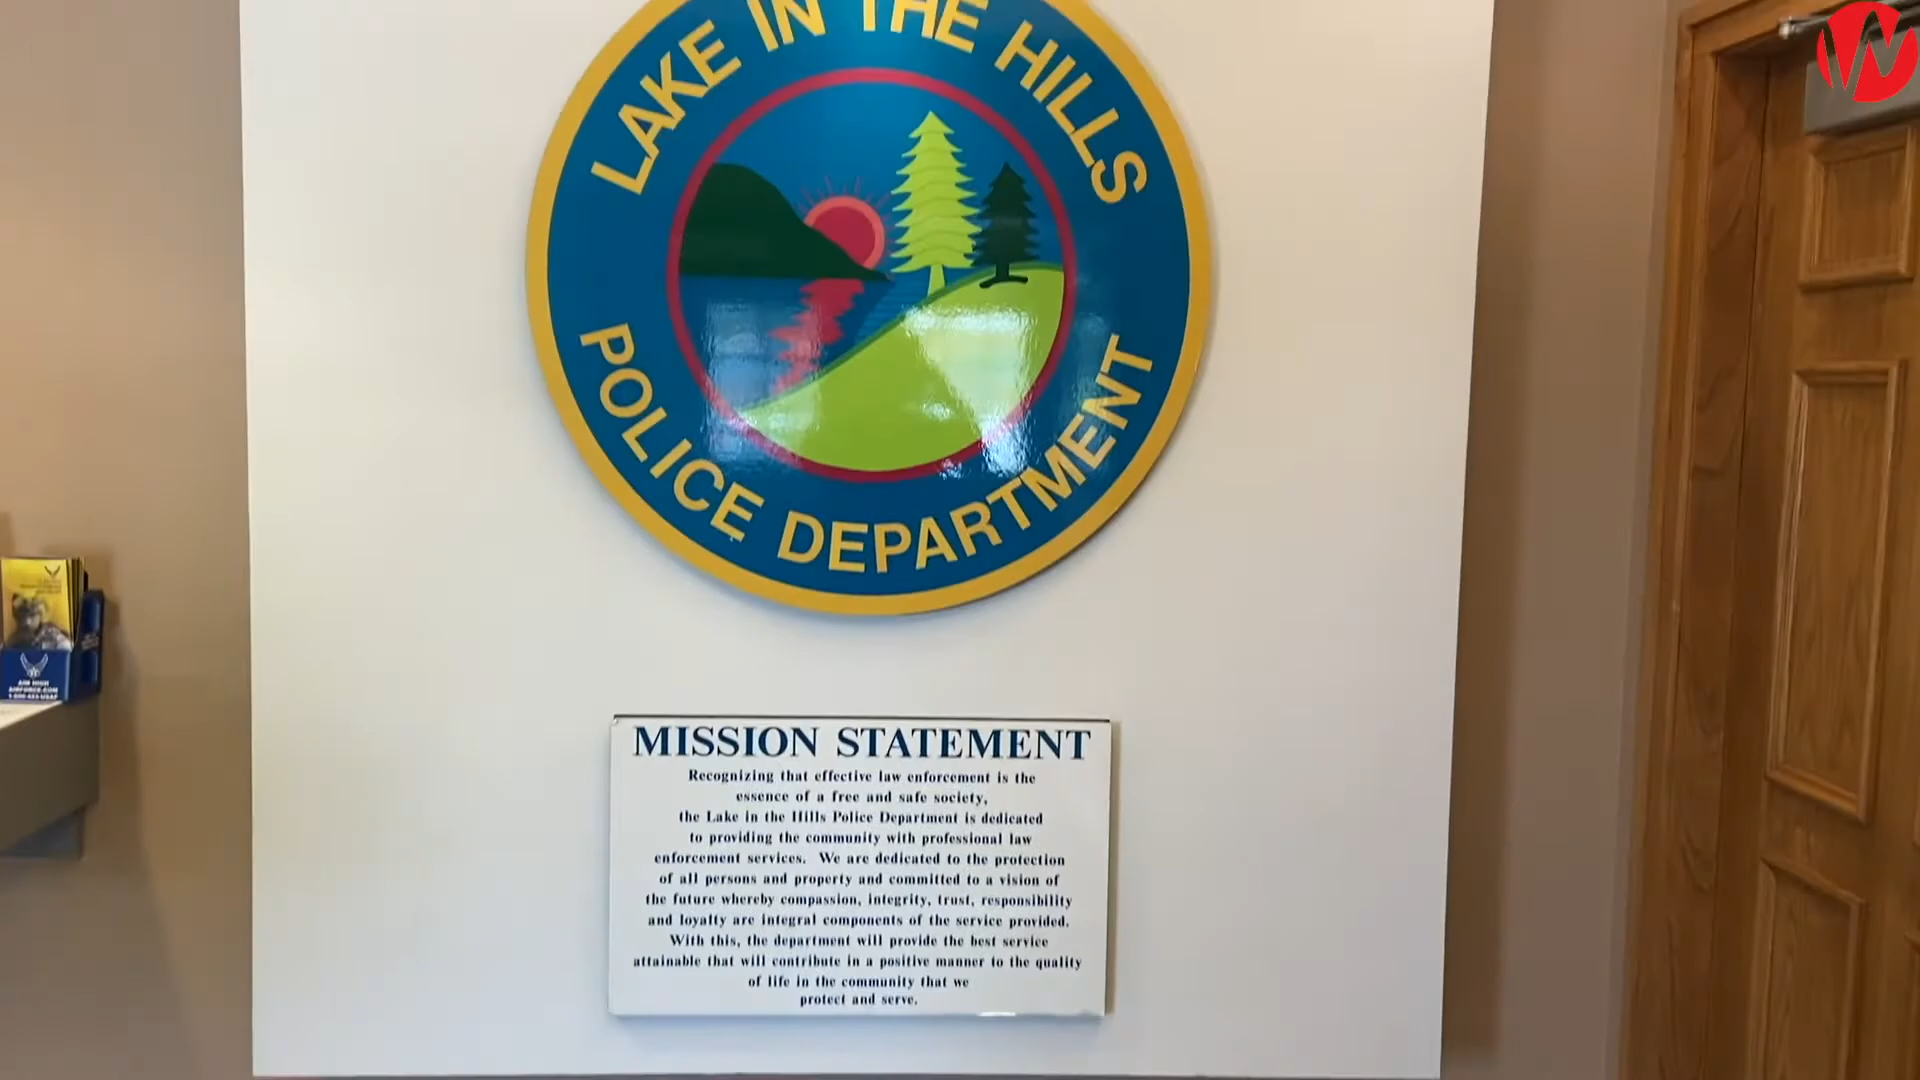 LAKE IN THE HILLS
POLICE DEPARTMENT
MISSION STATEMENT
Recognizing that effective law enforcement is the
essence of a free and safe society,
the Lake in the Hills Police Department is dedicated
to providing the community with professional law
enforcement services. We are dedicated to the protection
of all persons and property and committed to a vision of
the future whereby compassion, integrity, trust, responsibility
and loyalty are integral components of the service provided.
With this, the department will provide the best service
attainable that will contribute in a positive manner to the quality
of life in the community that we
protect and serve.
AIM HIGH
AIRFORCE.COM
W